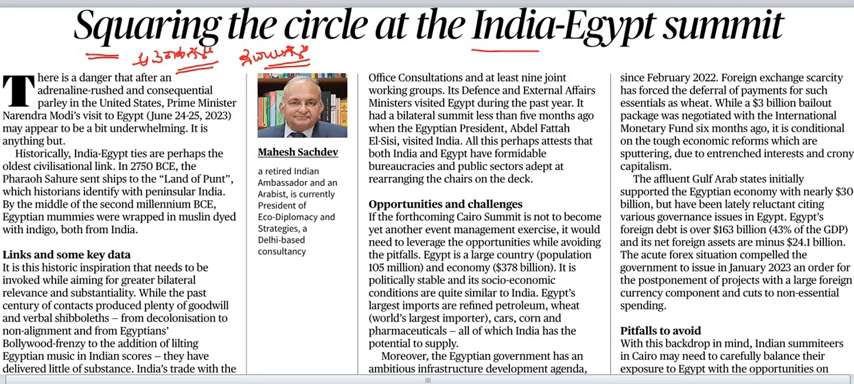 Squaring the circle at the India-Egypt summit
There is a danger that after an
adrenaline-rushed and consequential
parley in the United States, Prime Minister
Narendra Modi's visit to Egypt (June 24-25, 2023)
may appear to be a bit underwhelming. It is
anything but.
Historically, India-Egypt ties are perhaps the
oldest civilisational link. In 2750 BCE, the
Pharaoh Sahure sent ships to the “Land of Punt”,
which historians identify with peninsular India.
By the middle of the second millennium BCE,
Egyptian mummies were wrapped in muslin dyed
with indigo, both from India.
Links and some key data
It is this historic inspiration that needs to be
invoked while aiming for greater bilateral
relevance and substantiality. While the past
century of contacts produced plenty of goodwill
and verbal shibboleths — from decolonisation to
non-alignment and from Egyptians’
Bollywood-frenzy to the addition of lilting
Egyptian music in Indian scores — they have
delivered little of substance. India’s trade with the
Mahesh Sachdev
a retired Indian
Ambassador and an
Arabist, is currently
President of
Eco-Diplomacy and
Strategies, a
Delhi-based
consultancy
Office Consultations and at least nine joint
working groups. Its Defence and External Affairs
Ministers visited Egypt during the past year. It
had a bilateral summit less than five months ago
when the Egyptian President, Abdel Fattah
El-Sisi, visited India. All this perhaps attests that
both India and Egypt have formidable
bureaucracies and public sectors adept at
rearranging the chairs on the deck.
Opportunities and challenges
If the forthcoming Cairo Summit is not to become
yet another event management exercise, it would
need to leverage the opportunities while avoiding
the pitfalls. Egypt is a large country (population
105 million) and economy ($378 billion). It is
politically stable and its socio-economic
conditions are quite similar to India. Egypt’s
largest imports are refined petroleum, wheat
(world’s largest importer), cars, corn and
pharmaceuticals — all of which India has the
potential to supply.
Moreover, the Egyptian government has an
ambitious infrastructure development agenda,
since February 2022. Foreign exchange scarcity
has forced the deferral of payments for such
essentials as wheat. While a $3 billion bailout
package was negotiated with the International
Monetary Fund six months ago, it is conditional
on the tough economic reforms which are
sputtering, due to entrenched interests and crony
capitalism.
The affluent Gulf Arab states initially
supported the Egyptian economy with nearly $30
billion, but have been lately reluctant citing
various governance issues in Egypt. Egypt’s
foreign debt is over $163 billion (43% of the GDP)
and its net foreign assets are minus $24.1 billion.
The acute forex situation compelled the
government to issue in January 2023 an order for
the postponement of projects with a large foreign
currency component and cuts to non-essential
spending.
Pitfalls to avoid
With this backdrop in mind, Indian summiteers
in Cairo may need to carefully balance their
exposure to Egypt with the opportunities on